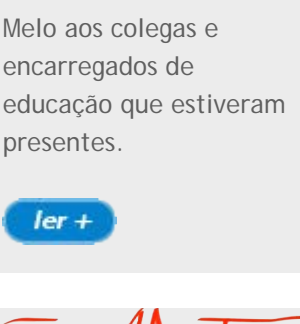 Melo aos colegas e
encarregados de
educação que estiveram
presentes.
ler +